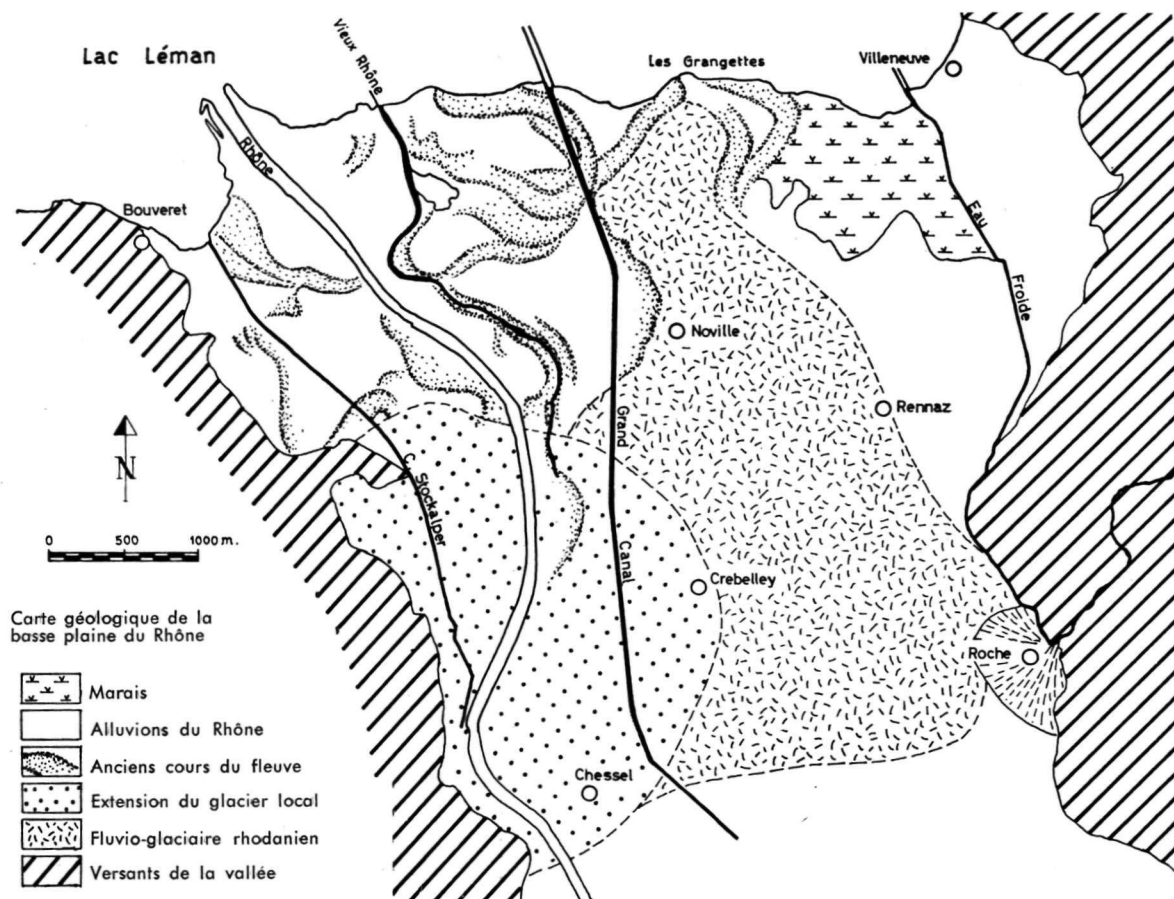 Lac Léman
Vieux Rhône
Les Grangettes
Villeneuve
Rhône
Bouveret
Eau
Froide
Noville
Rennaz
N
Grand
C. Stockalper
0 500 1000 m.
Canal
Crebelley
Roche
Chessel
Carte géologique de la
basse plaine du Rhône
Marais
Alluvions du Rhône
Anciens cours du fleuve
Extension du glacier local
Fluvio-glaciaire rhodanien
Versants de la vallée